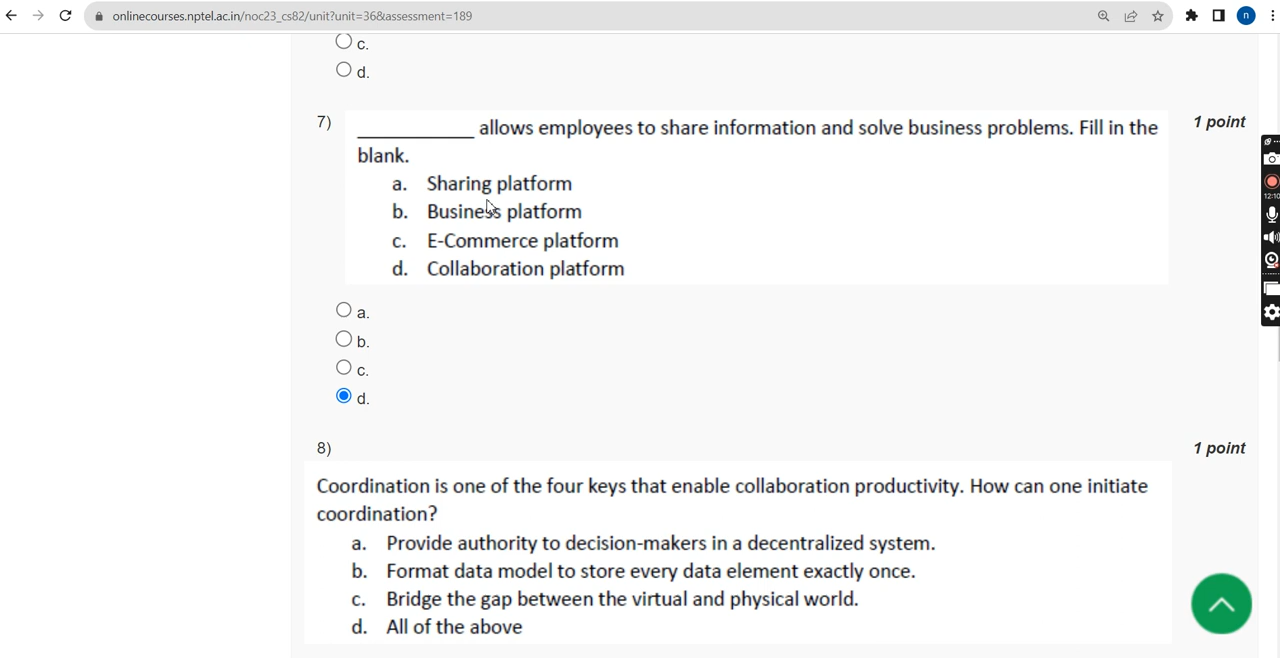 onlinecourses.nptel.ac.in/noc23_cs82/unit?unit=36&assessment=189
n
c.
d.
7)
____________ allows employees to share information and solve business problems. Fill in the
1 point
blank.
a. Sharing platform
b. Business platform
c. E-Commerce platform
d. Collaboration platform
a.
b.
c.
d.
8)
1 point
Coordination is one of the four keys that enable collaboration productivity. How can one initiate
coordination?
a. Provide authority to decision-makers in a decentralized system.
b. Format data model to store every data element exactly once.
c. Bridge the gap between the virtual and physical world.
d. All of the above